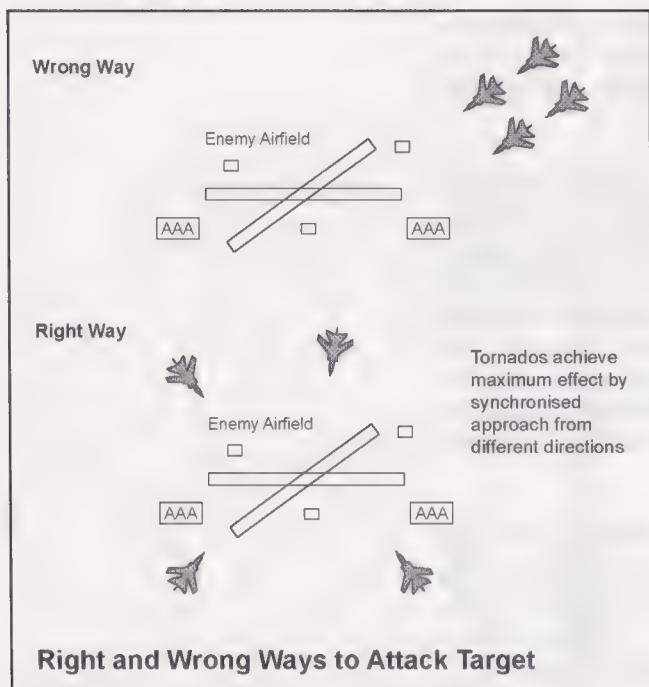 Wrong Way
Enemy Airfield
AAA
AAA
Right Way
Tornados achieve
maximum effect by
synchronised
approach from
different directions
Enemy Airfield
AAA
AAA
Right and Wrong Ways to Attack Target